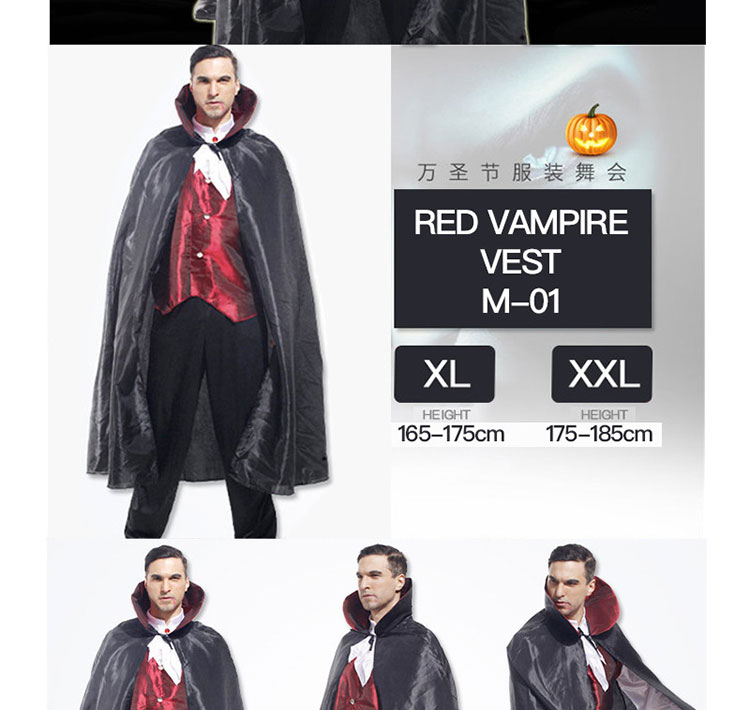 万圣节服装舞会
RED VAMPIRE
VEST
M-01
XL
XXL
HEIGHT
HEIGHT
165-175cm
175-185cm